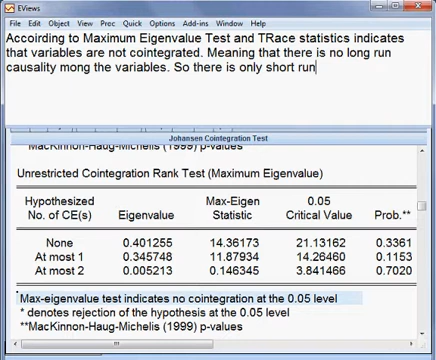 EViews
File Edit Object View Proc Quick Options Add-ins Window Help
Accoirding to Maximum Eigenvalue Test and TRace statistics indicates
that variables are not cointegrated. Meaning that there is no long run
causality mong the variables. So there is only short run
Johansen Cointegration Test
**MacKinnon-Haug-Michelis (1999) p-values
Unrestricted Cointegration Rank Test (Maximum Eigenvalue)
Hypothesized Max-Eigen 0.05
No. of CE(s) Eigenvalue Statistic Critical Value Prob.**
None 0.401255 14.36173 21.13162 0.3361
At most 1 0.345748 11.87934 14.26460 0.1153
At most 2 0.005213 0.146345 3.841466 0.7020
Max-eigenvalue test indicates no cointegration at the 0.05 level
* denotes rejection of the hypothesis at the 0.05 level
**MacKinnon-Haug-Michelis (1999) p-values